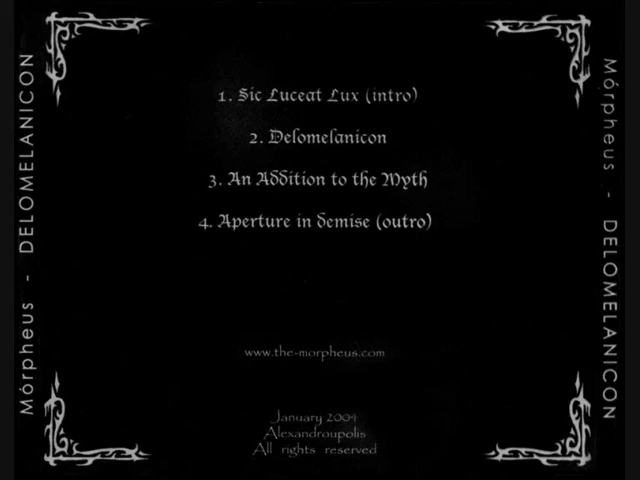 Mórpheus - DELOMELANICON
1. Sic Luceat Lux (intro)
2. Delomelanicon
3. An Addition to the Myth
4. Aperture in demise (outro)
www.the-morpheus.com
January 2004
Alexandroupolis
All rights reserved
Mórpheus - DELOMELANICON